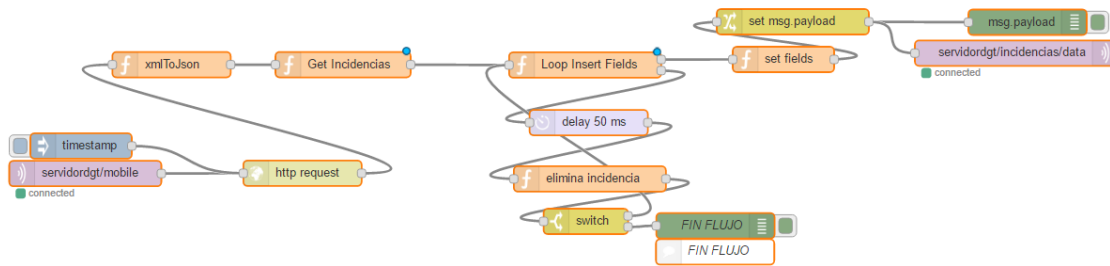 set msg.payload
msg.payload
xmlToJson
Get Incidencias
Loop Insert Fields
set fields
servidordgt/incidencias/data
connected
delay 50 ms
timestamp
servidordgt/mobile
connected
http request
elimina incidencia
switch
FIN FLUJO
FIN FLUJO